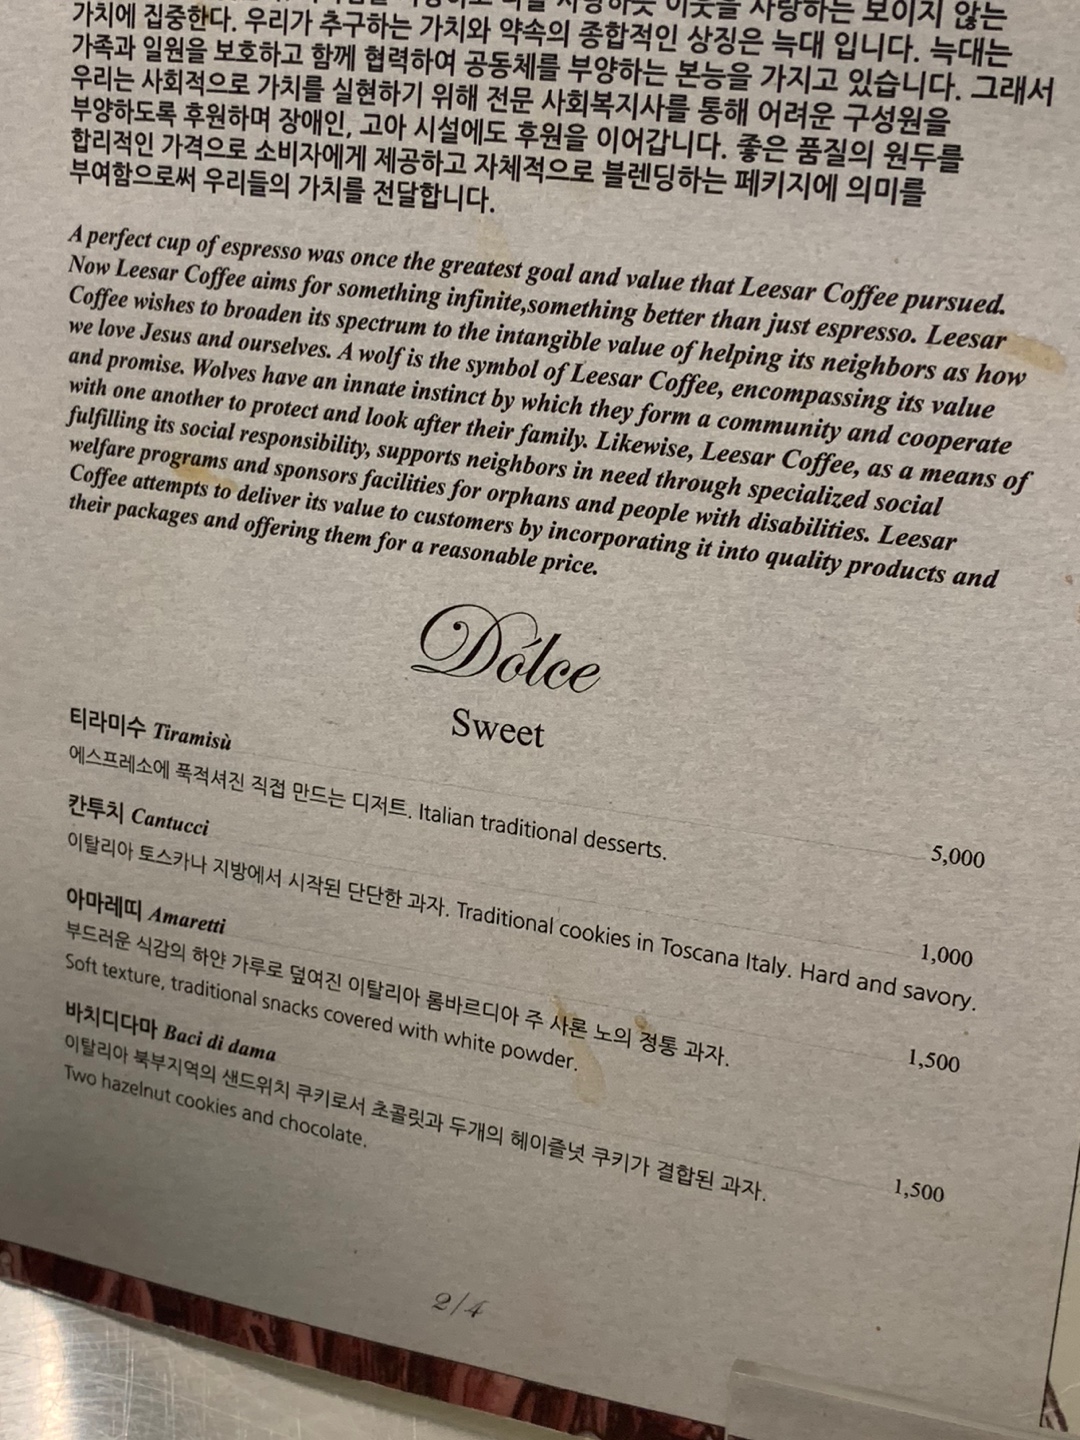 사랑하듯 이웃을 사랑하는 보이지 않는
가치에 집중한다. 우리가 추구하는 가치와 약속의 종합적인 상징은 늑대 입니다. 늑대는
가족과 일원을 보호하고 함께 협력하여 공동체를 부양하는 본능을 가지고 있습니다. 그래서
우리는 사회적으로 가치를 실현하기 위해 전문 사회복지사를 통해 어려운 구성원을
부양하도록 후원하며 장애인, 고아 시설에도 후원을 이어갑니다. 좋은 품질의 원두를
합리적인 가격으로 소비자에게 제공하고 자체적으로 블렌딩하는 페키지에 의미를
부여함으로써 우리들의 가치를 전달합니다.
A perfect cup of espresso was once the greatest goal and value that Leesar Coffee pursued.
Now Leesar Coffee aims for something infinite,something better than just espresso. Leesar
Coffee wishes to broaden its spectrum to the intangible value of helping its neighbors as how
we love Jesus and ourselves. A wolf is the symbol of Leesar Coffee, encompassing its value
and promise. Wolves have an innate instinct by which they form a community and cooperate
with one another to protect and look after their family. Likewise, Leesar Coffee, as a means of
fulfilling its social responsibility, supports neighbors in need through specialized social
welfare programs and sponsors facilities for orphans and people with disabilities. Leesar
Coffee attempts to deliver its value to customers by incorporating it into quality products and
their packages and offering them for a reasonable price.
Dólce
Sweet
티라미수 Tiramisù 5,000
에스프레소에 푹적셔진 직접 만드는 디저트. Italian traditional desserts.
칸투치 Cantucci 1,000
이탈리아 토스카나 지방에서 시작된 단단한 과자. Traditional cookies in Toscana Italy. Hard and savory.
아마레띠 Amaretti 1,500
부드러운 식감의 하얀 가루로 덮여진 이탈리아 롬바르디아 주 사론 노의 정통 과자.
Soft texture, traditional snacks covered with white powder.
바치디다마 Baci di dama 1,500
이탈리아 북부지역의 샌드위치 쿠키로서 초콜릿과 두개의 헤이즐넛 쿠키가 결합된 과자.
Two hazelnut cookies and chocolate.
2/4